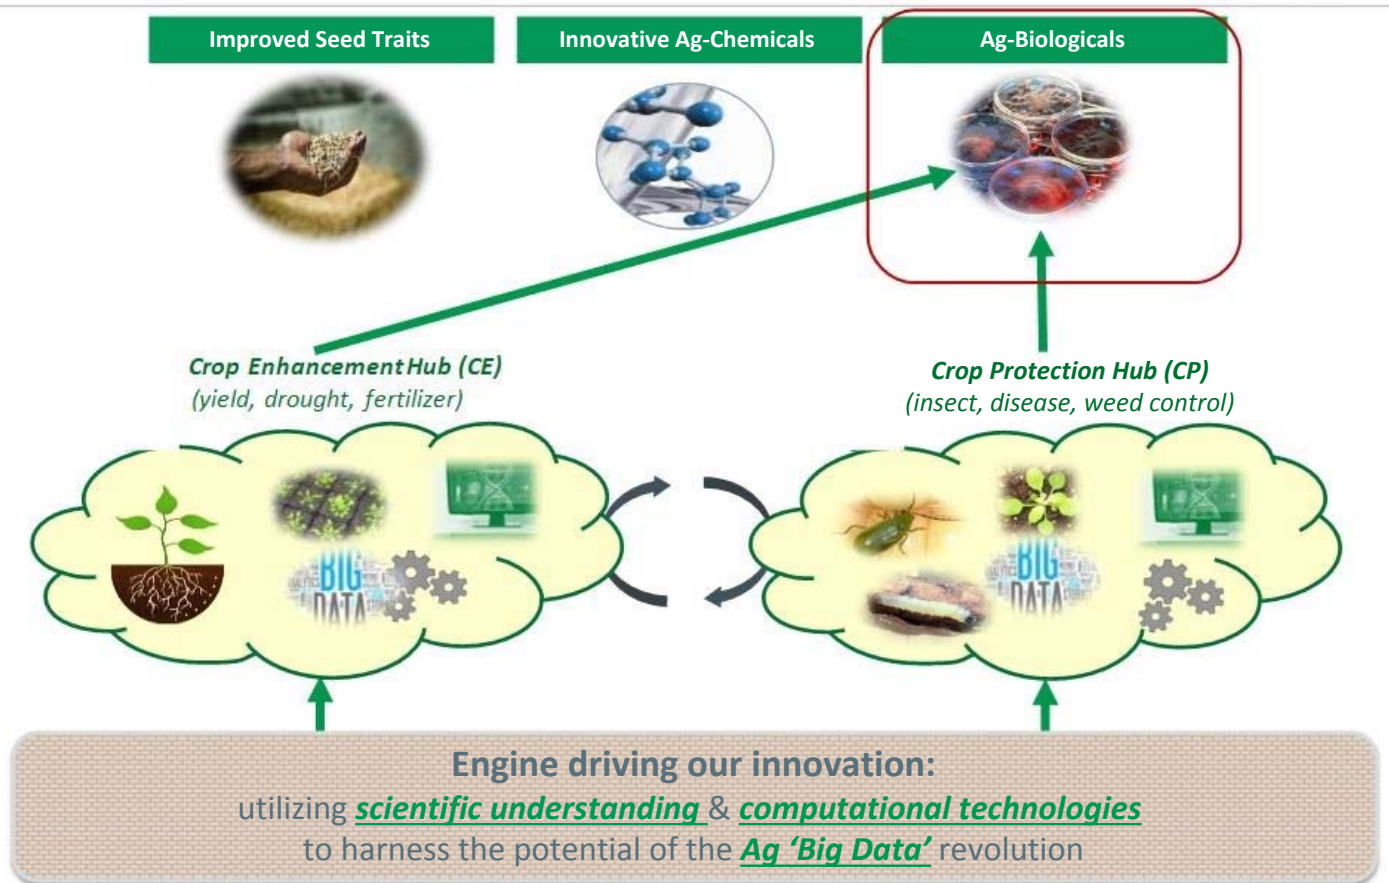 Improved Seed Traits
Innovative Ag-Chemicals
Ag-Biologicals
Crop Enhancement Hub (CE)
(yield, drought, fertilizer)
Crop Protection Hub (CP)
(insect, disease, weed control)
BIG
DATA
BIG
DATA
Engine driving our innovation:
utilizing scientific understanding & computational technologies
to harness the potential of the Ag ‘Big Data’ revolution